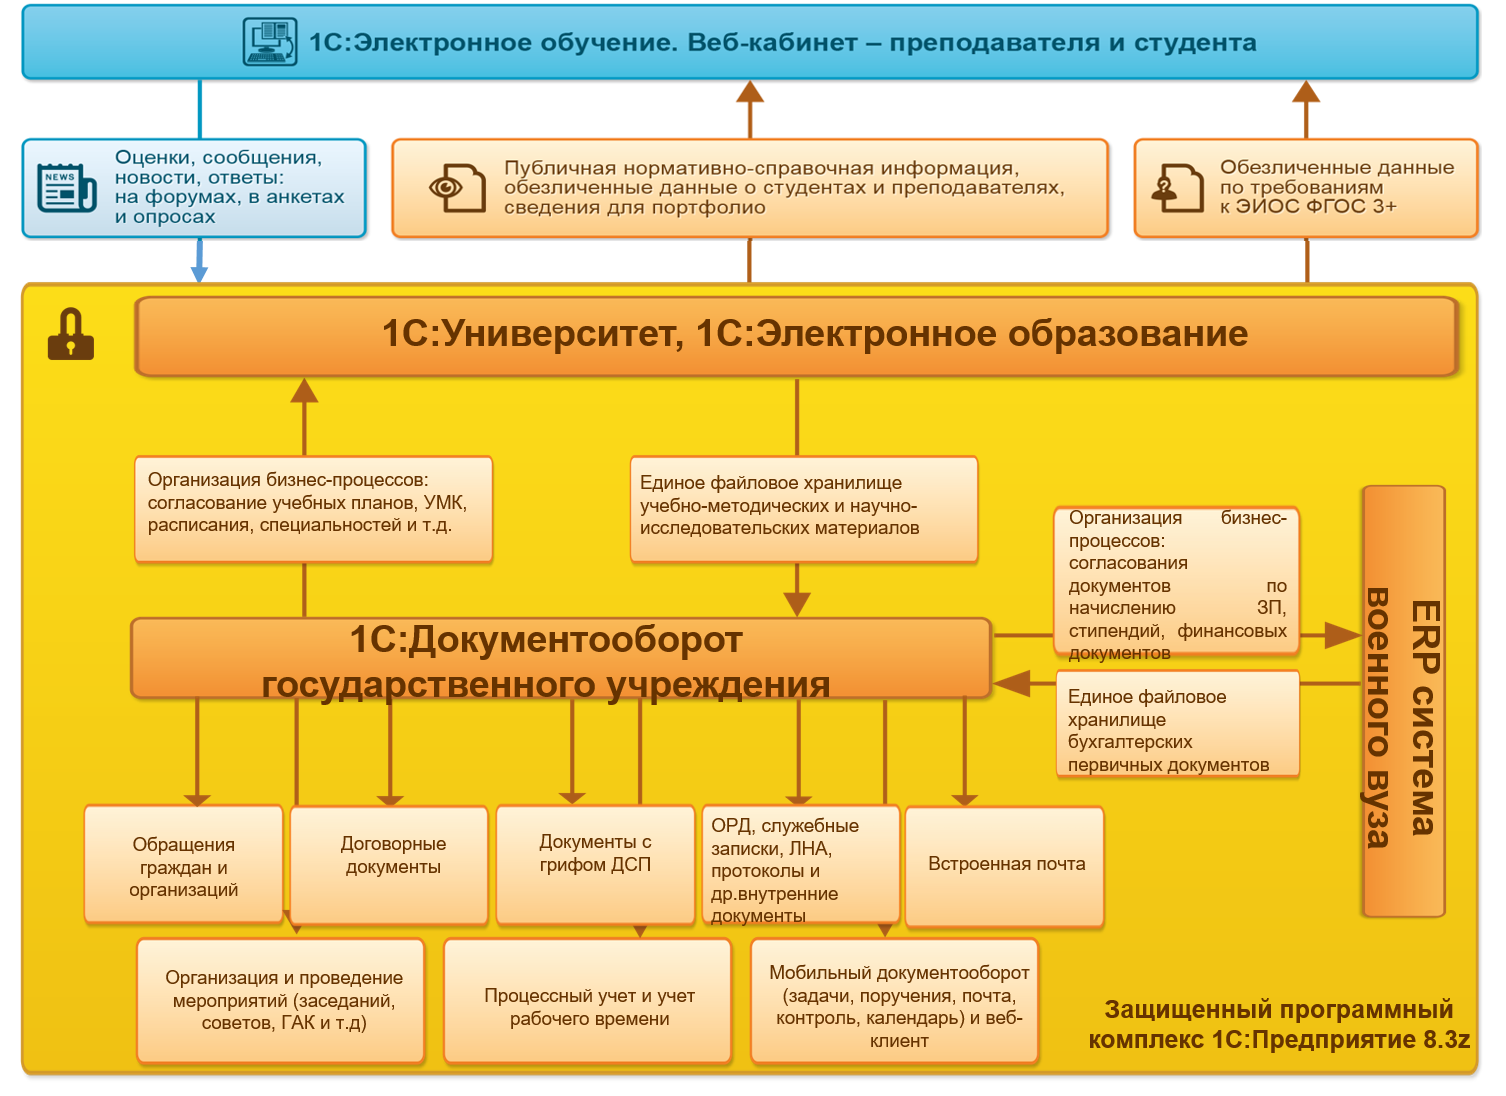 1С:Электронное обучение. Веб-кабинет – преподавателя и студента
NEWS
Оценки, сообщения,
новости, ответы:
на форумах, в анкетах
и опросах
Публичная нормативно-справочная информация,
обезличенные данные о студентах и преподавателях,
сведения для портфолио
Обезличенные данные
по требованиям
к ЭИОС ФГОС 3+
1С:Университет, 1С:Электронное образование
Организация бизнес-процессов:
согласование учебных планов, УМК,
расписания, специальностей и т.д.
Единое файловое хранилище
учебно-методических и научно-
исследовательских материалов
Организация бизнес-
процессов:
согласования
документов по
начислению ЗП,
стипендий, финансовых
документов
ERP система
военного вуза
1С:Документооборот
государственного учреждения
Единое файловое
хранилище
бухгалтерских
первичных документов
Обращения
граждан и
организаций
Договорные
документы
Документы с
грифом ДСП
ОРД, служебные
записки, ЛНА,
протоколы и
др.внутренние
документы
Встроенная почта
Организация и проведение
мероприятий (заседаний,
советов, ГАК и т.д)
Процессный учет и учет
рабочего времени
Мобильный документооборот
(задачи, поручения, почта,
контроль, календарь) и веб-
клиент
Защищенный программный
комплекс 1С:Предприятие 8.3z